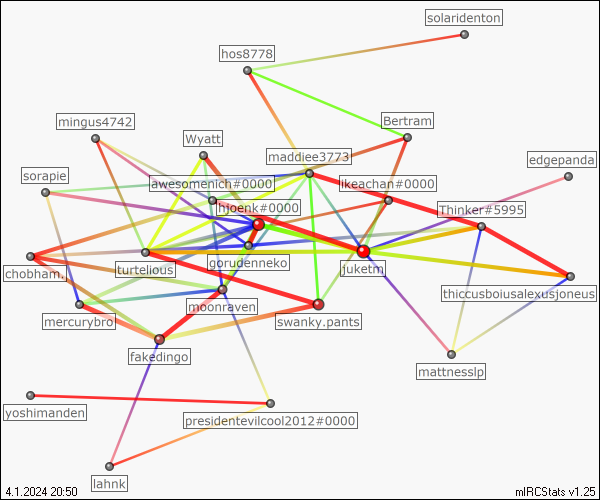 solaridenton
hos8778
mingus4742
Bertram
Wyatt
maddiee3773
edgepanda
sorapie
awesomenich#0000
likeachan#0000
hjoenk#0000
Thinker#5995
chobham.
turtelious
gorudenneko
juketm
thiccusboiusalexusjoneus
moonraven
mercurybro
swanky.pants
fakedingo
mattnesslp
yoshimanden
presidentevilcool2012#0000
lahnk
4.1.2024 20:50
mIRCStats v1.25